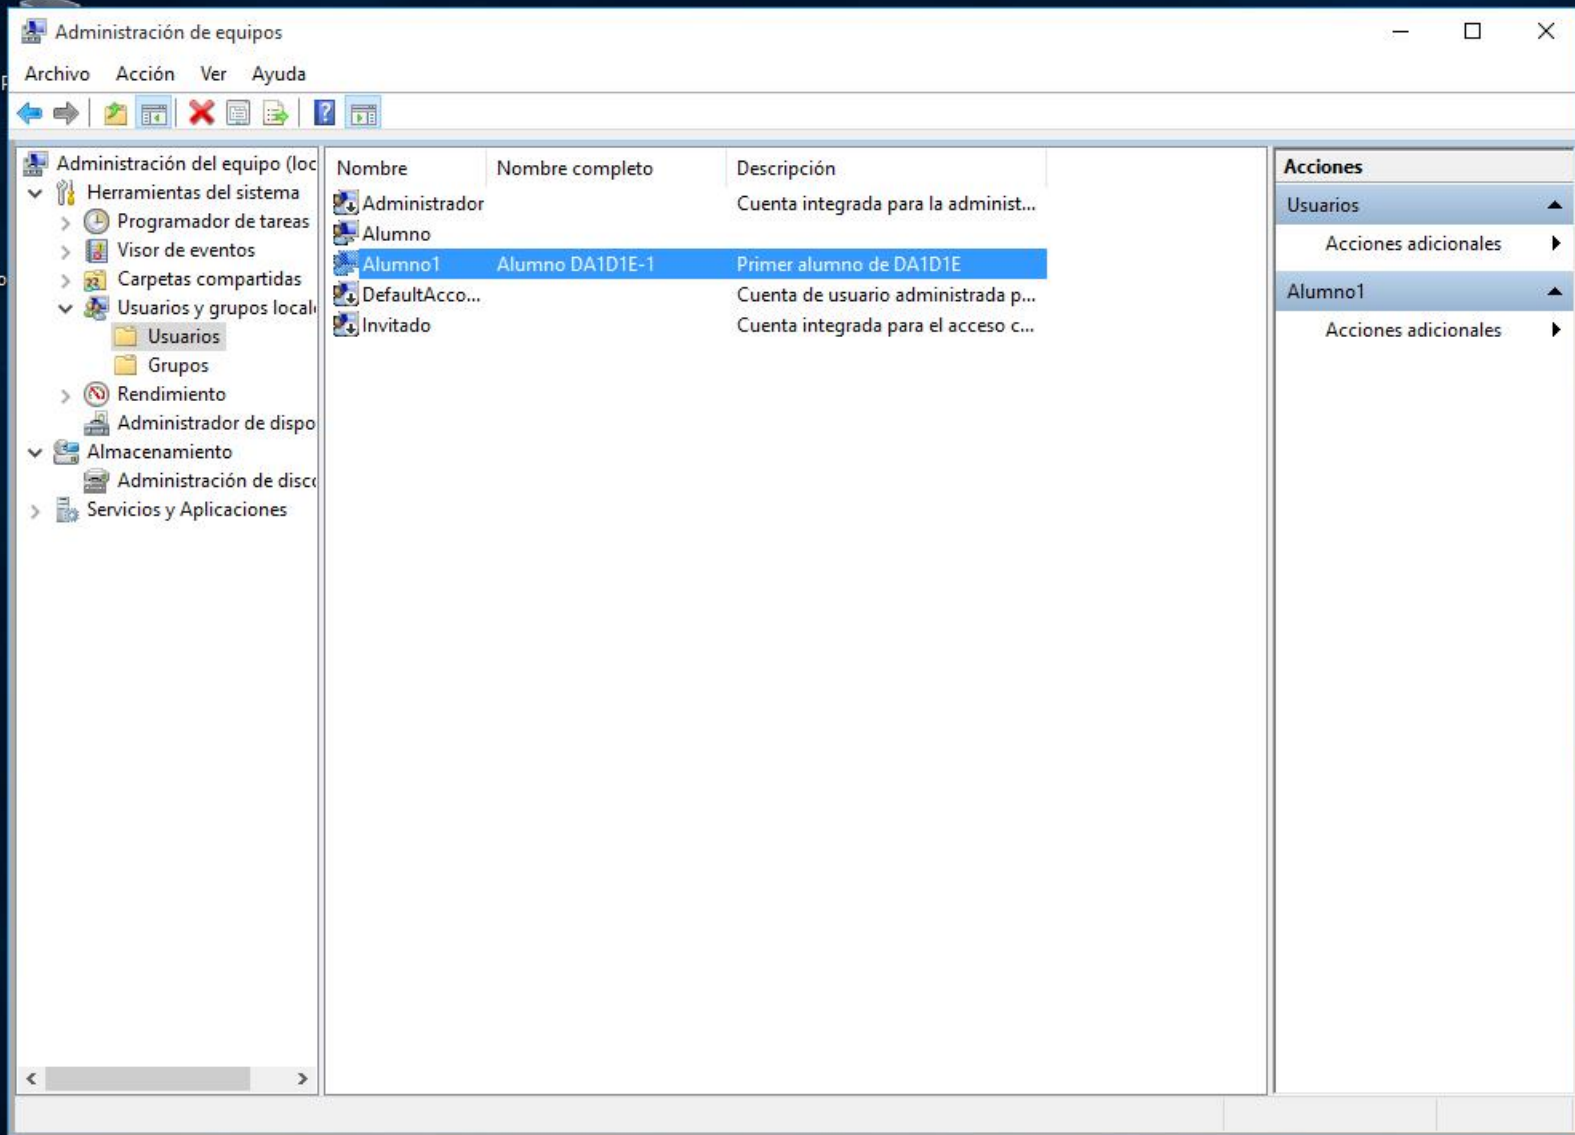 Administración de equipos
Archivo Acción Ver Ayuda
Administración del equipo (loc
Herramientas del sistema
Programador de tareas
Visor de eventos
Carpetas compartidas
Usuarios y grupos local
Usuarios
Grupos
Rendimiento
Administrador de dispo
Almacenamiento
Administración de disc
Servicios y Aplicaciones
Nombre Nombre completo Descripción
Administrador Cuenta integrada para la administ...
Alumno
Alumno1 Alumno DA1D1E-1 Primer alumno de DA1D1E
DefaultAcco... Cuenta de usuario administrada p...
Invitado Cuenta integrada para el acceso c...
Acciones
Usuarios
Acciones adicionales
Alumno1
Acciones adicionales